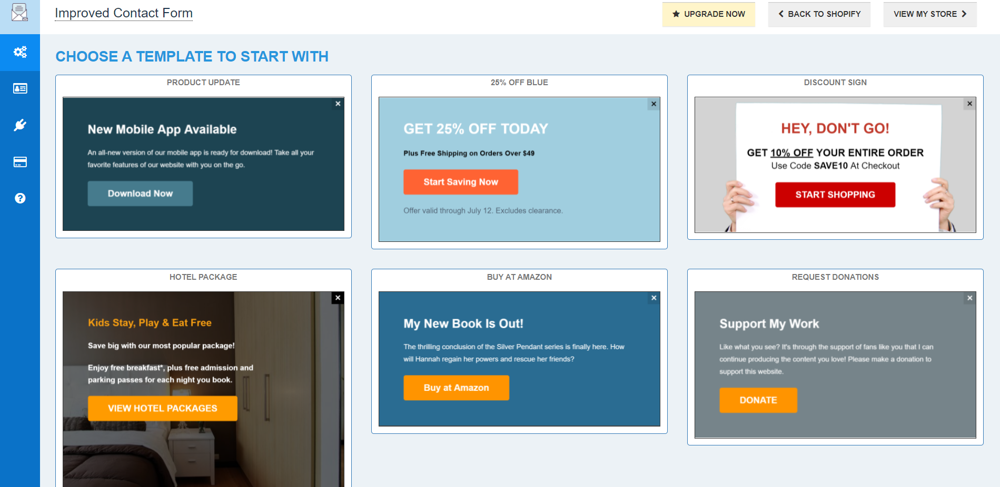 Improved Contact Form
UPGRADE NOW
BACK TO SHOPIFY
VIEW MY STORE
CHOOSE A TEMPLATE TO START WITH
PRODUCT UPDATE
New Mobile App Available
An all-new version of our mobile app is ready for download! Take all your
favorite features of our website with you on the go.
Download Now
25% OFF BLUE
GET 25% OFF TODAY
Plus Free Shipping on Orders Over $49
Start Saving Now
Offer valid through July 12. Excludes clearance.
DISCOUNT SIGN
HEY, DON'T GO!
GET 10% OFF YOUR ENTIRE ORDER
Use Code SAVE10 At Checkout
START SHOPPING
HOTEL PACKAGE
Kids Stay, Play & Eat Free
Save big with our most popular package!
Enjoy free breakfast*, plus free admission and
parking passes for each night you book.
VIEW HOTEL PACKAGES
BUY AT AMAZON
My New Book Is Out!
The thrilling conclusion of the Silver Pendant series is finally here. How
will Hannah regain her powers and rescue her friends?
Buy at Amazon
REQUEST DONATIONS
Support My Work
Like what you see? It's through the support of fans like you that I can
continue producing the content you love! Please make a donation to
support this website.
DONATE